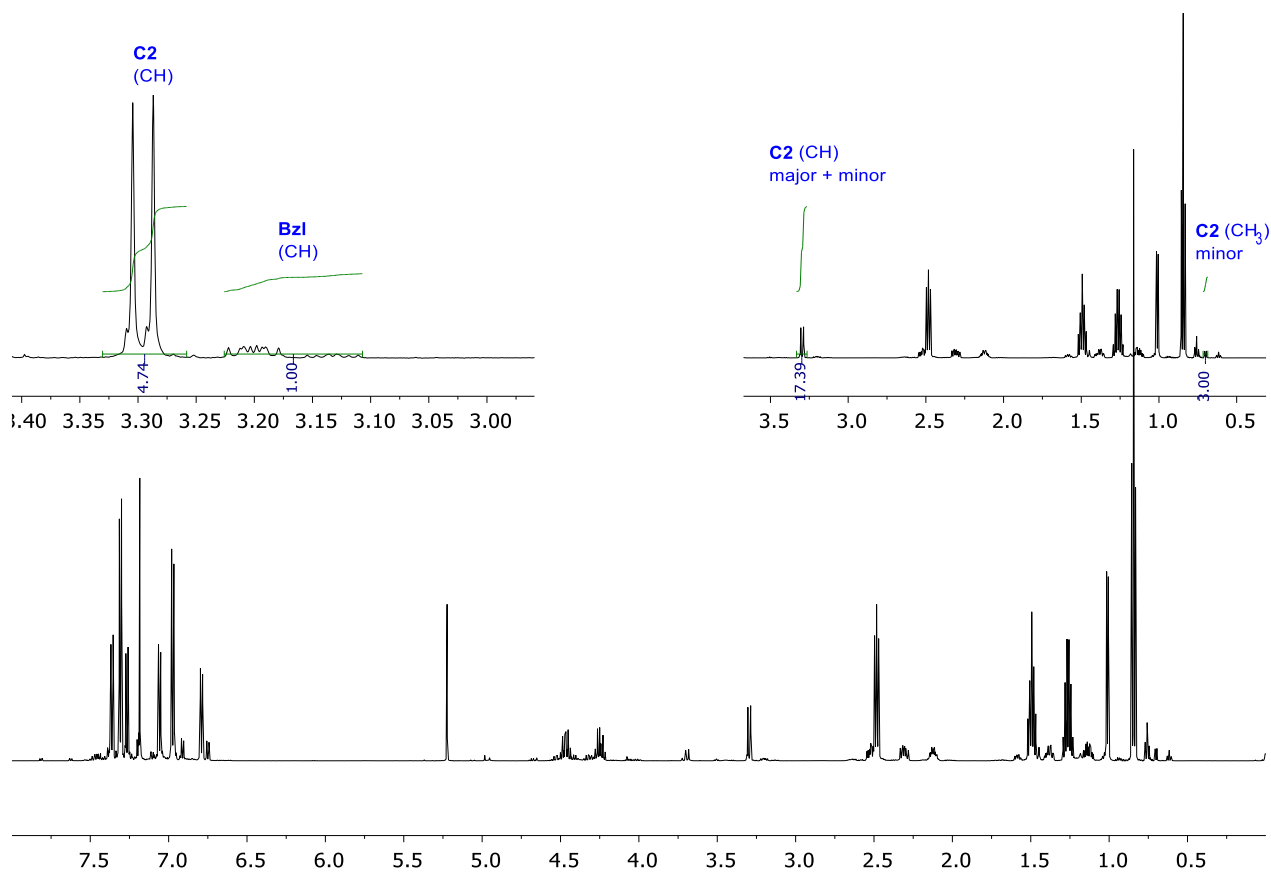 C2
(CH)
BzI
(CH)
4.74
1.00
3.40 3.35 3.30 3.25 3.20 3.15 3.10 3.05 3.00
C2 (CH)
major + minor
C2 (CH3)
minor
17.39
3.00
3.5 3.0 2.5 2.0 1.5 1.0 0.5
7.5 7.0 6.5 6.0 5.5 5.0 4.5 4.0 3.5 3.0 2.5 2.0 1.5 1.0 0.5